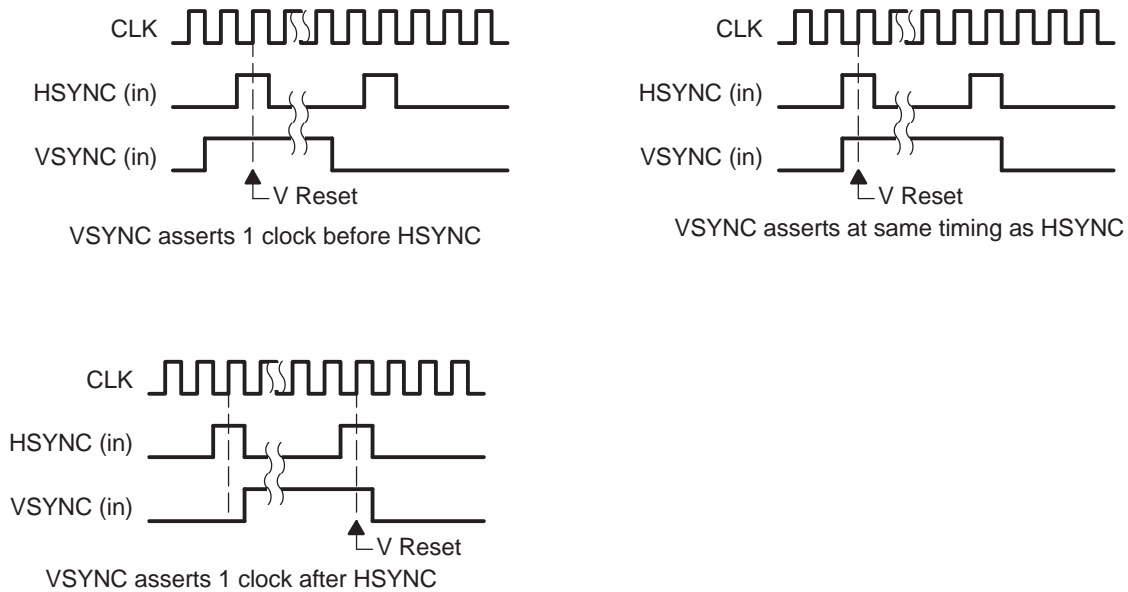 CLK
HSYNC (in)
VSYNC (in)
V Reset
VSYNC asserts 1 clock before HSYNC
CLK
HSYNC (in)
VSYNC (in)
V Reset
VSYNC asserts at same timing as HSYNC
CLK
HSYNC (in)
VSYNC (in)
V Reset
VSYNC asserts 1 clock after HSYNC